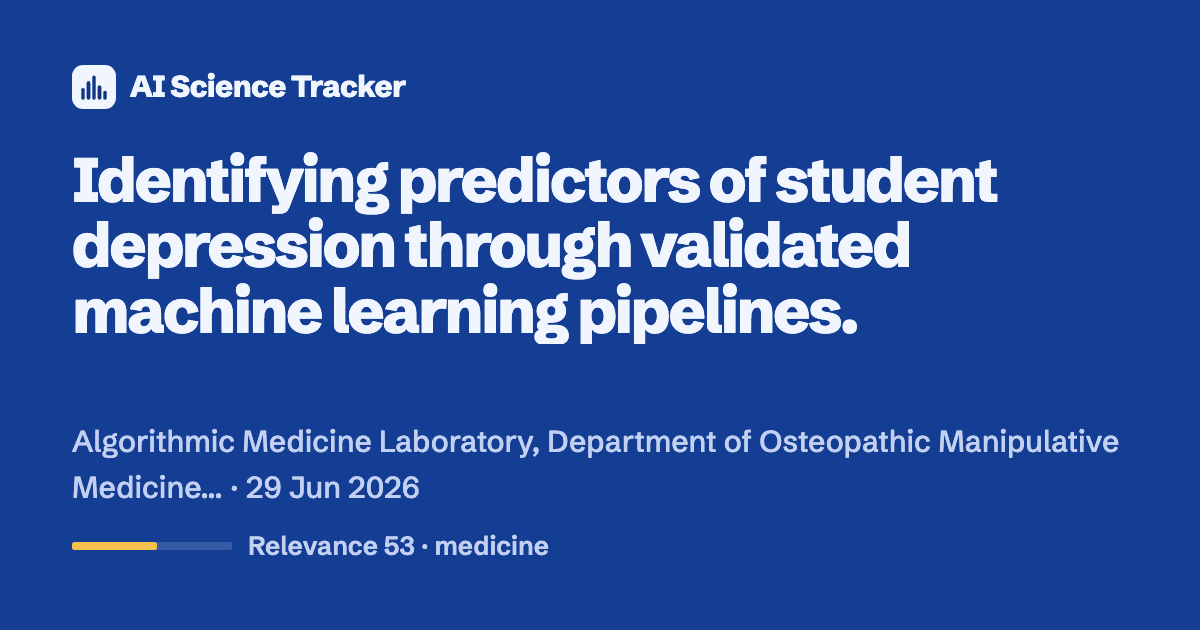 AI Science Tracker
Identifying predictors of student
depression through validated
machine learning pipelines.
Algorithmic Medicine Laboratory, Department of Osteopathic Manipulative
Medicine... · 29 Jun 2026
Relevance 53 · medicine